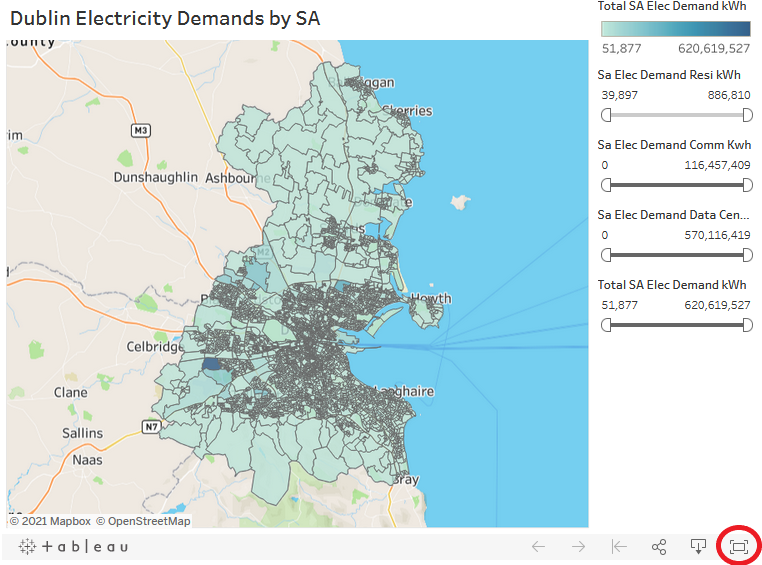 Dublin Electricity Demands by SA
Total SA Elec Demand kWh
51,877 620,619,527
Sa Elec Demand Resi kWh
39,897 886,810
Sa Elec Demand Comm Kwh
0 116,457,409
Sa Elec Demand Data Cen...
0 570,116,419
Total SA Elec Demand kWh
51,877 620,619,527
County
M3
Dunshaughlin
Ashbourne
Skerries
M2
Howth
Celbridge
Clane
Sallins
Naas
N7
Laoghaire
Bray
© 2021 Mapbox © OpenStreetMap
+ a b l e a u